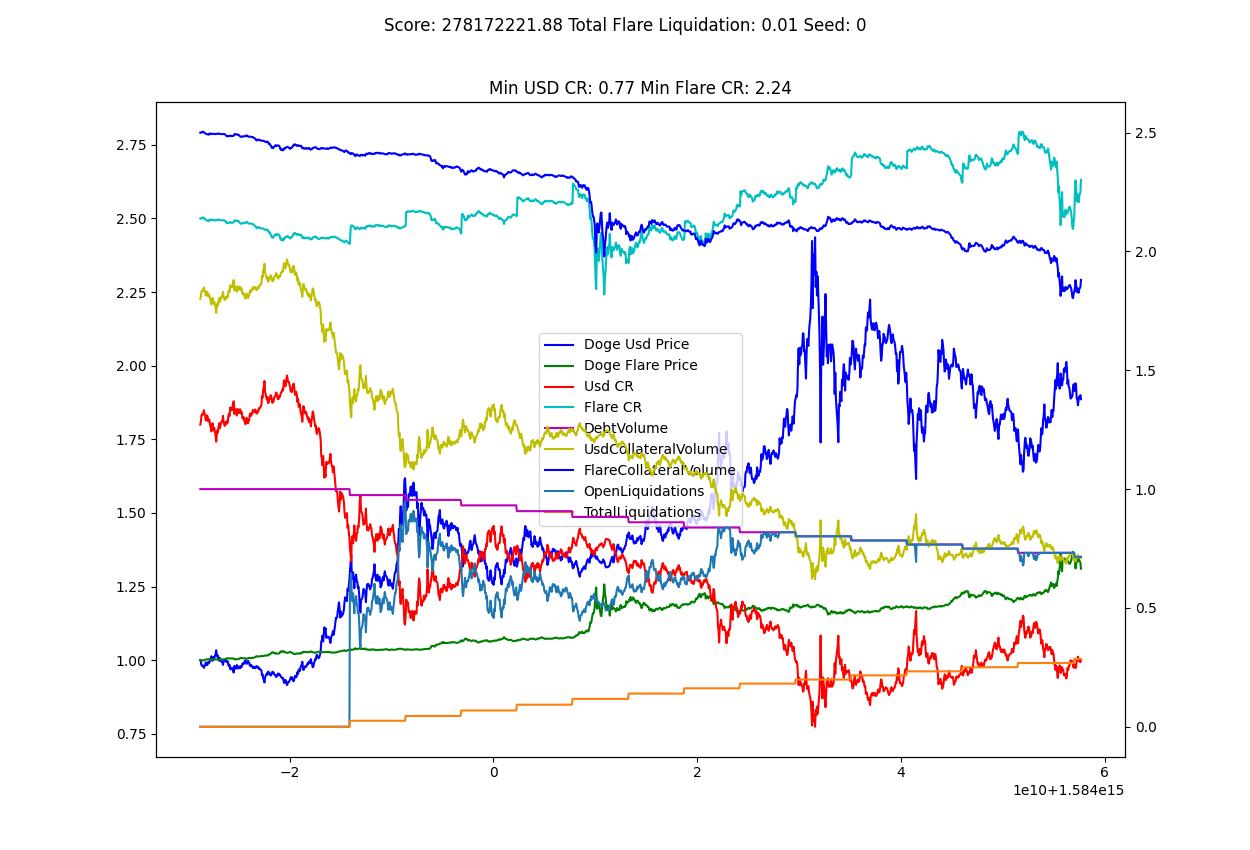 Score: 278172221.88 Total Flare Liquidation: 0.01 Seed: 0
Min USD CR: 0.77 Min Flare CR: 2.24
2.75
2.50
2.25
2.00
1.75
1.50
1.25
1.00
0.75
2.5
2.0
1.5
1.0
0.5
0.0
Doge Usd Price
Doge Flare Price
Usd CR
Flare CR
DebtVolume
UsdCollateralVolume
FlareCollateralVolume
OpenLiquidations
TotalLiquidations
−2
0
2
4
6
1e10+1.584e15